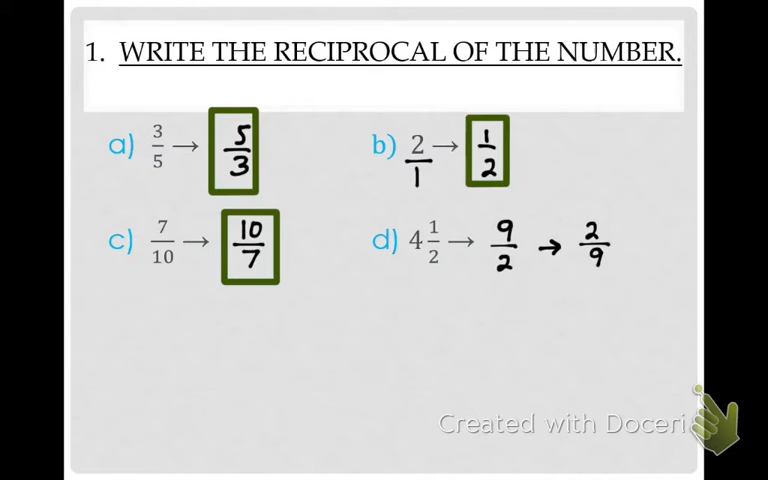 1. WRITE THE RECIPROCAL OF THE NUMBER.
a) 3/5 → 5/3
b) 2/1 → 1/2
c) 7/10 → 10/7
d) 4 1/2 → 9/2 → 2/9
Created with Doceri